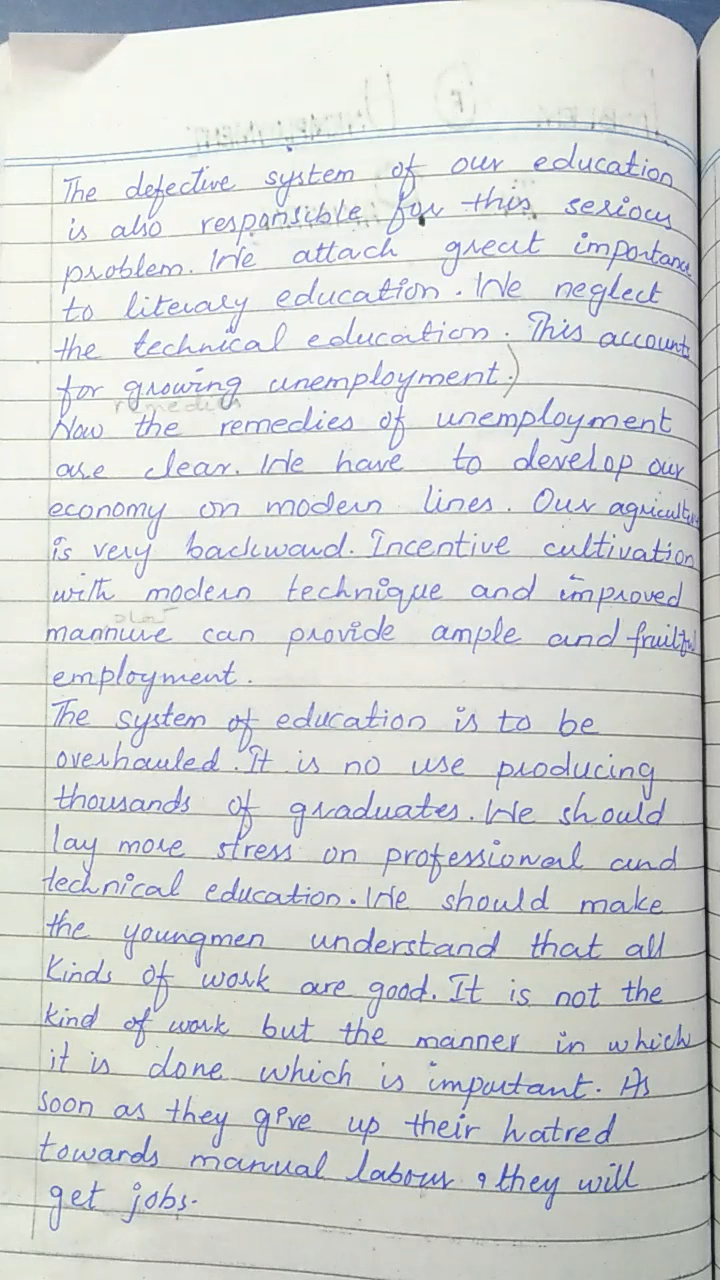 The defective system of our education
is also responsible for this serious
problem. We attach great importance
to literary education. We neglect
the technical education. This accounts
for growing unemployment.)
remedies
Now the remedies of unemployment
are clear. We have to develop our
economy on modern lines. Our agriculture
is very backward. Incentive cultivation
with modern technique and improved
mannure can provide ample and fruitful
employment.
The system of education is to be
overhauled. It is no use producing
thousands of graduates. We should
lay more stress on professional and
technical education. We should make
the youngmen understand that all
kinds of work are good. It is not the
kind of work but the manner in which
it is done which is important. As
soon as they give up their hatred
towards manual labour, they will
get jobs.